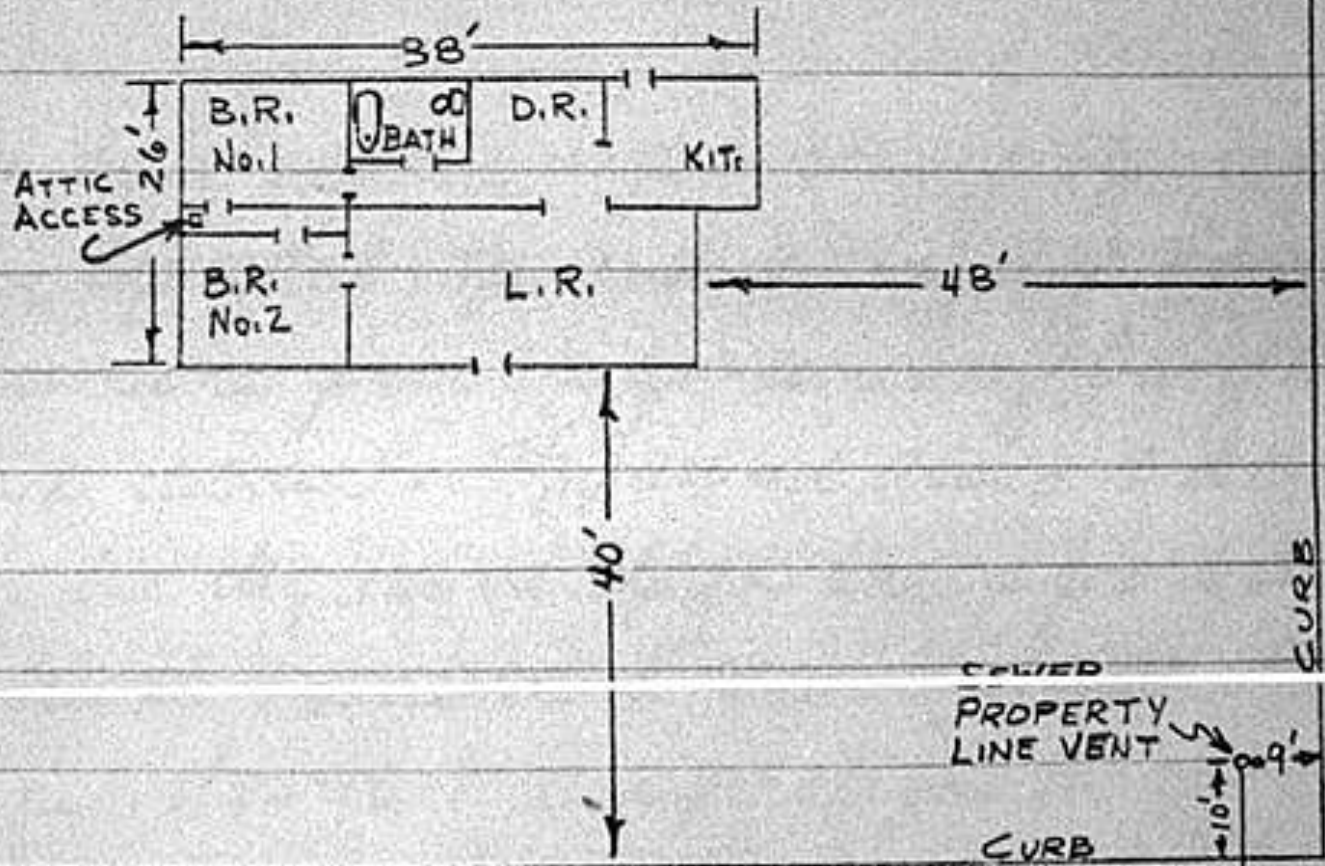 38'
26'
B.R.
No.1
BATH
D.R.
KIT.
ATTIC
ACCESS
B.R.
No.2
L.R.
48'
40'
CURB
SEWER
PROPERTY
LINE VENT
9'
10'
CURB